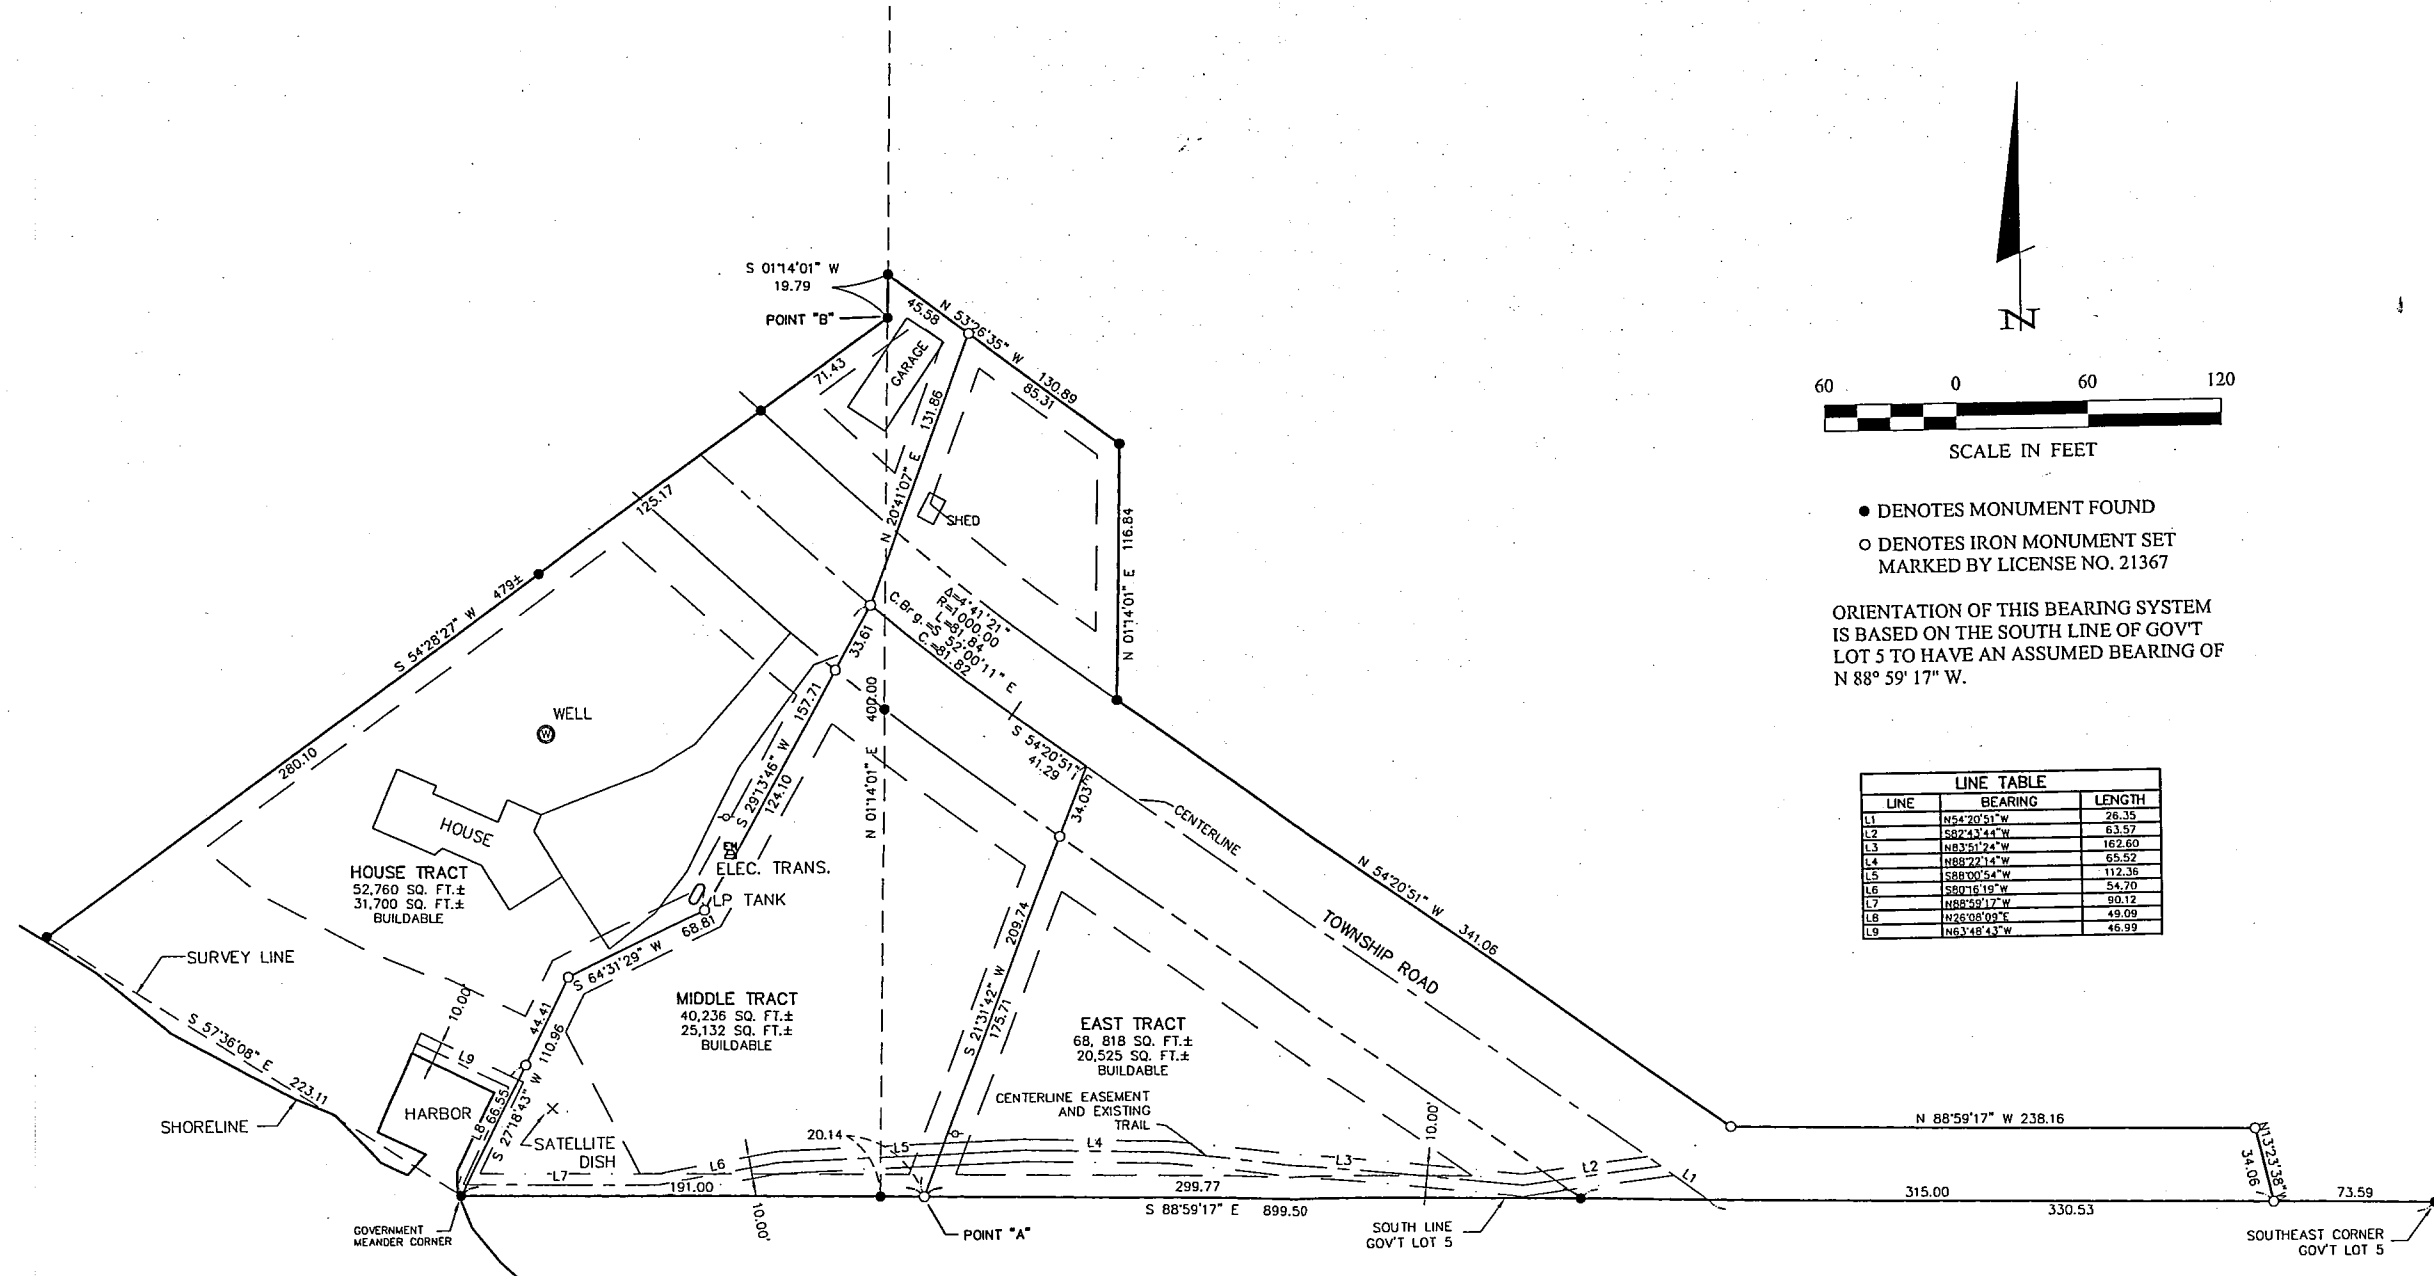 S 01°14'01" W
19.79
POINT "B"
N 53°26'35" W
45.58
130.89
85.31
GARAGE
71.43
131.86
N 20°41'07" E
SHED
116.84
N 01°14'01" E
125.17
S 54°28'27" W 479±
280.10
Δ=4°41'21"
R=1000.00
L=81.84
C.Brg.=S 52°00'11" E
C.=81.82
33.61
157.71
S 29°13'46" W
124.10
400.00
N 01°14'01" E
S 54°20'51" E
41.29
34.03
CENTERLINE
WELL
W
HOUSE
EM
ELEC. TRANS.
LP TANK
HOUSE TRACT
52,760 SQ. FT.±
31,700 SQ. FT.±
BUILDABLE
68.81
S 64°31'29" W
209.74
S 21°31'42" W
175.71
N 54°20'51" W 341.06
TOWNSHIP ROAD
SURVEY LINE
S 57°36'08" E 223.11
SHORELINE
10.00'
44.41
110.96
L9
HARBOR
L8
66.55
S 27°18'43" W
SATELLITE
DISH
MIDDLE TRACT
40,236 SQ. FT.±
25,132 SQ. FT.±
BUILDABLE
EAST TRACT
68, 818 SQ. FT.±
20,525 SQ. FT.±
BUILDABLE
CENTERLINE EASEMENT
AND EXISTING
TRAIL
20.14
L7
L6
L5
L4
L3
L2
L1
10.00'
10.00'
191.00
299.77
315.00
S 88°59'17" E 899.50
330.53
73.59
N 88°59'17" W 238.16
N13°23'38"W
34.06
GOVERNMENT
MEANDER CORNER
POINT "A"
SOUTH LINE
GOV'T LOT 5
SOUTHEAST CORNER
GOV'T LOT 5
N
60 0 60 120
SCALE IN FEET
DENOTES MONUMENT FOUND
DENOTES IRON MONUMENT SET
MARKED BY LICENSE NO. 21367
ORIENTATION OF THIS BEARING SYSTEM
IS BASED ON THE SOUTH LINE OF GOV'T
LOT 5 TO HAVE AN ASSUMED BEARING OF
N 88° 59' 17" W.
LINE TABLE
LINE BEARING LENGTH
L1 N54°20'51"W 26.35
L2 S82°43'44"W 63.57
L3 N83°51'24"W 162.60
L4 N88°22'14"W 65.52
L5 S88°00'54"W 112.36
L6 S80°16'19"W 54.70
L7 N88°59'17"W 90.12
L8 N26°08'09"E 49.09
L9 N63°48'43"W 46.99